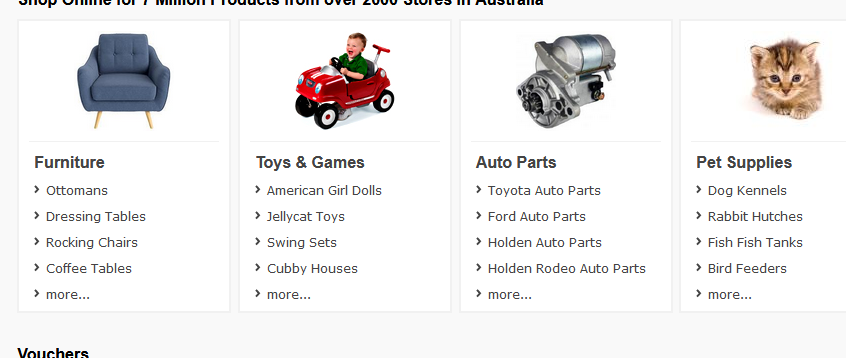 Shop Online for 7 Million Products from over 2000 Stores in Australia
Furniture
Ottomans
Dressing Tables
Rocking Chairs
Coffee Tables
more...
Toys & Games
American Girl Dolls
Jellycat Toys
Swing Sets
Cubby Houses
more...
Auto Parts
Toyota Auto Parts
Ford Auto Parts
Holden Auto Parts
Holden Rodeo Auto Parts
more...
Pet Supplies
Dog Kennels
Rabbit Hutches
Fish Fish Tanks
Bird Feeders
more...
Vouchers